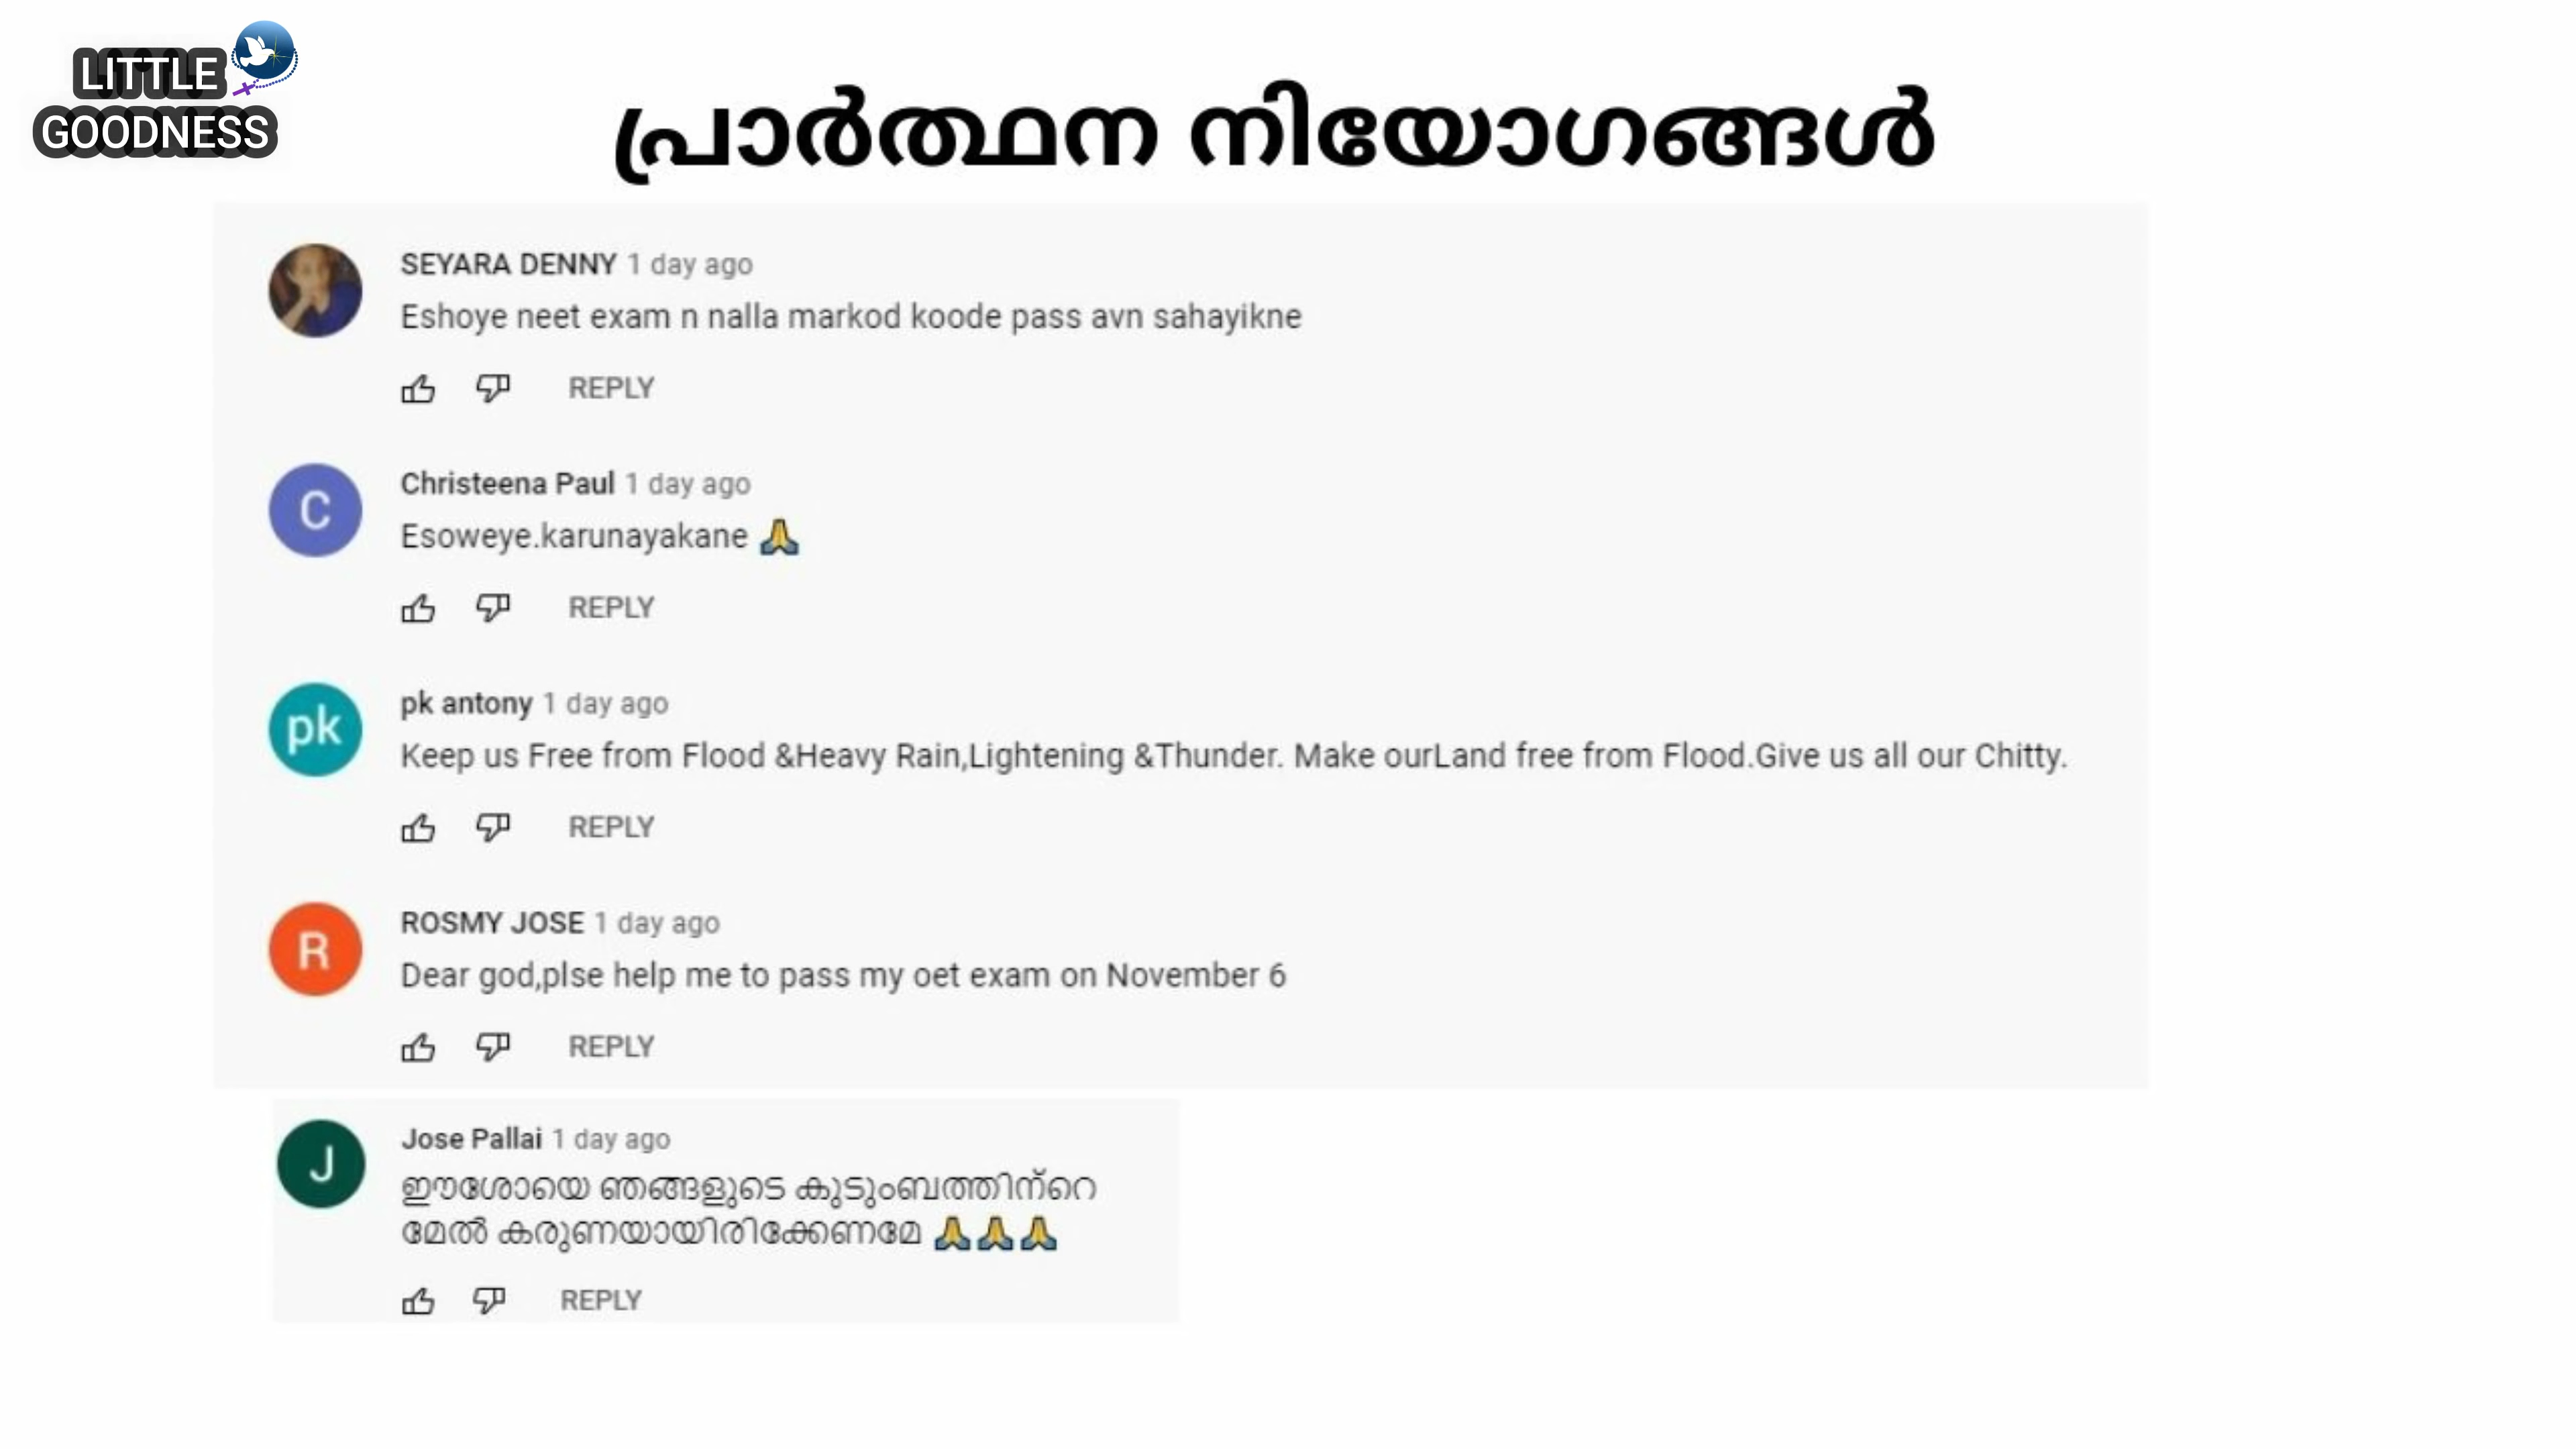 LITTLE
GOODNESS
പ്രാർത്ഥന നിയോഗങ്ങൾ
SEYARA DENNY 1 day ago
Eshoye neet exam n nalla markod koode pass avn sahayikne
REPLY
C
Christeena Paul 1 day ago
Esoweye.karunayakane 🙏
REPLY
pk
pk antony 1 day ago
Keep us Free from Flood &Heavy Rain,Lightening &Thunder. Make ourLand free from Flood.Give us all our Chitty.
REPLY
R
ROSMY JOSE 1 day ago
Dear god,plse help me to pass my oet exam on November 6
REPLY
J
Jose Pallai 1 day ago
ഈശോയെ ഞങ്ങളുടെ കുടുംബത്തിന്റെ
മേൽ കരുണയായിരിക്കേണമേ 🙏🙏🙏
REPLY